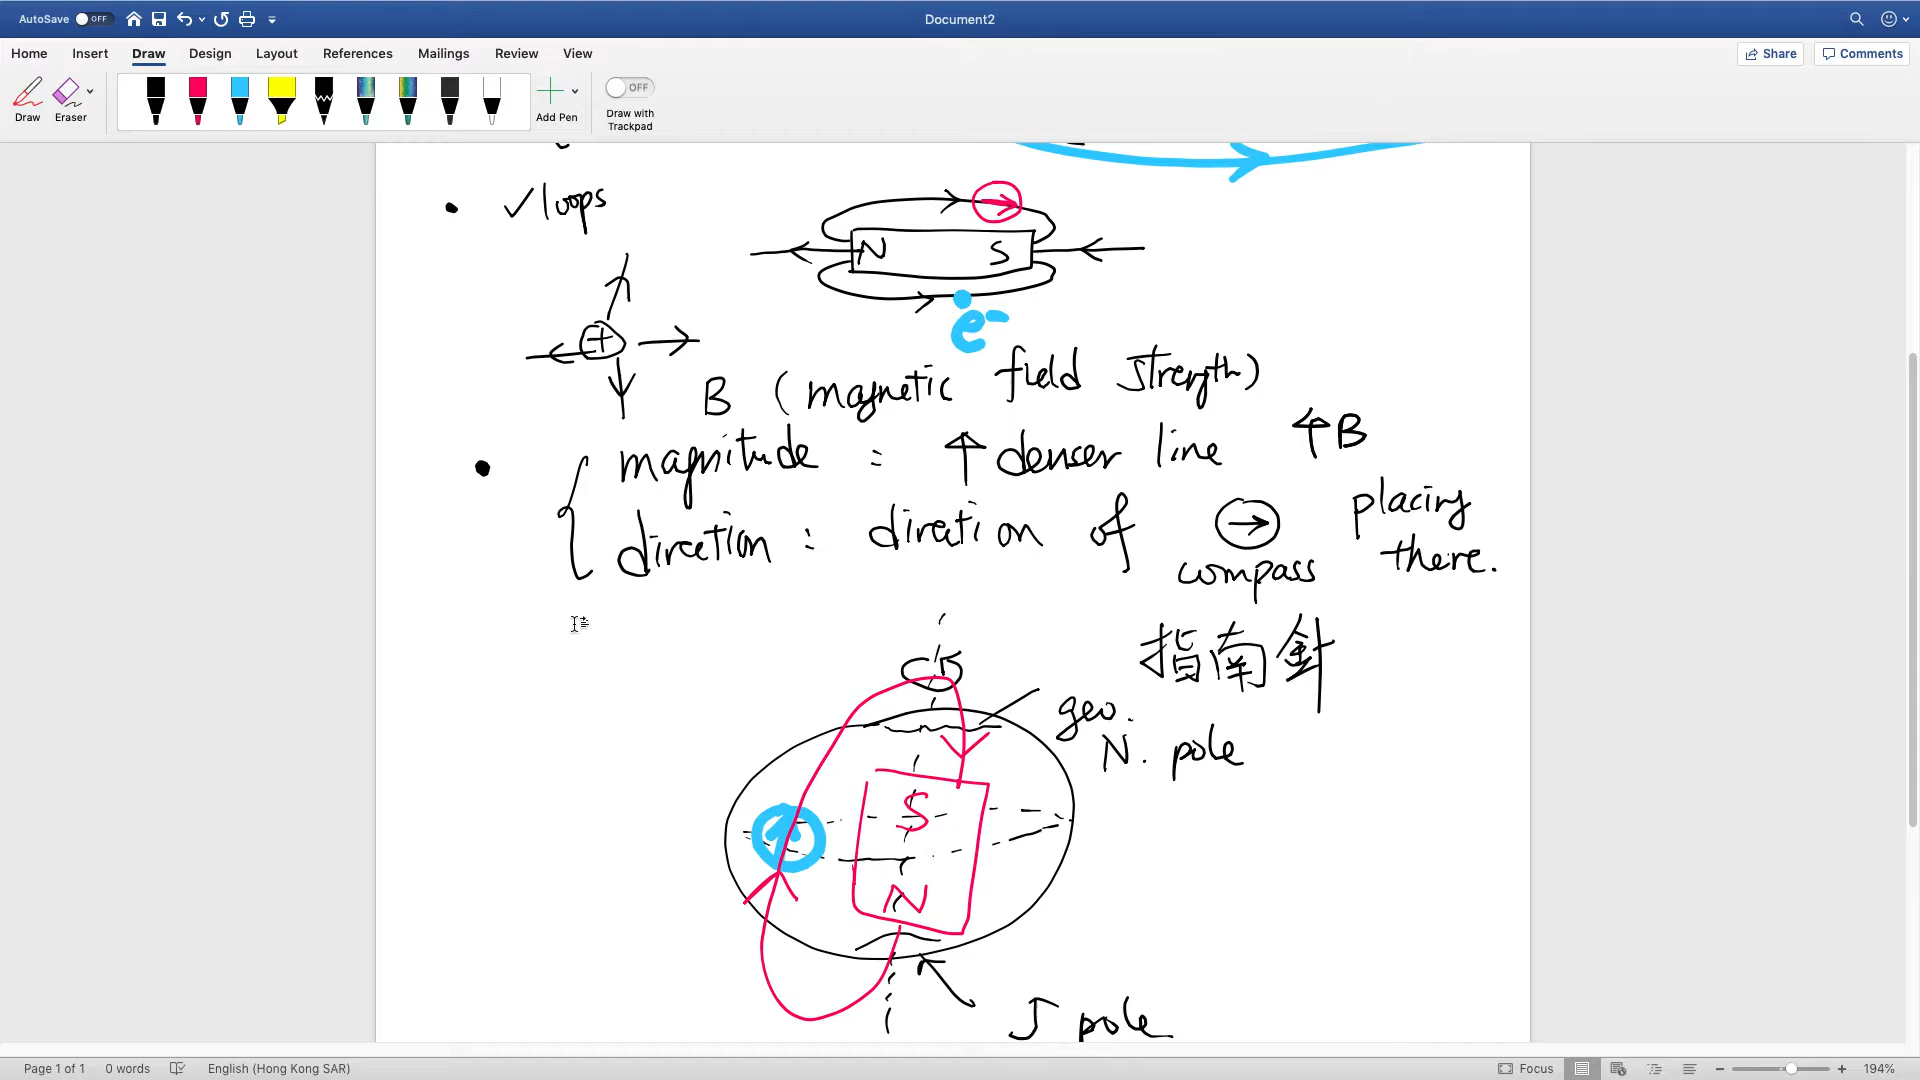 AutoSave OFF
Document2
Home Insert Draw Design Layout References Mailings Review View
Share Comments
Draw
Eraser
Add Pen
OFF
Draw with
Trackpad
✓ loops
N S
e⁻
+
B (magnetic field strength)
magnitude : ↑ denser line ↑B
direction : direction of → placing
there.
compass
指南針
geo.
N. pole
S
N
S pole
Page 1 of 1 0 words English (Hong Kong SAR)
Focus
194%